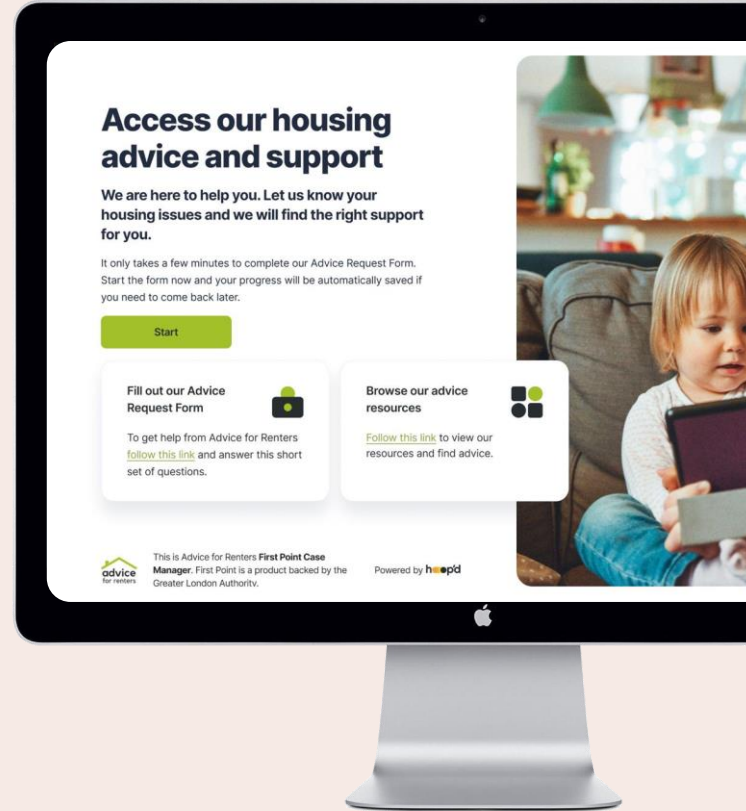 Access our housing
advice and support
We are here to help you. Let us know your
housing issues and we will find the right support
for you.
It only takes a few minutes to complete our Advice Request Form.
Start the form now and your progress will be automatically saved if
you need to come back later.
Start
Fill out our Advice
Request Form
To get help from Advice for Renters
follow this link and answer this short
set of questions.
Browse our advice
resources
Follow this link to view our
resources and find advice.
advice
for renters
This is Advice for Renters First Point Case
Manager. First Point is a product backed by the
Greater London Authority.
Powered by hoop'd